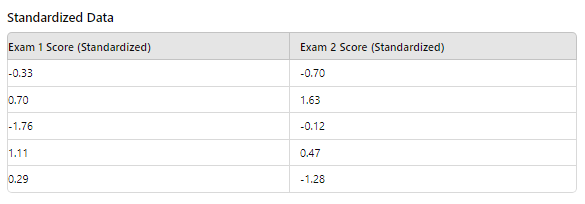 Standardized Data
Exam 1 Score (Standardized) Exam 2 Score (Standardized)
-0.33 -0.70
0.70 1.63
-1.76 -0.12
1.11 0.47
0.29 -1.28